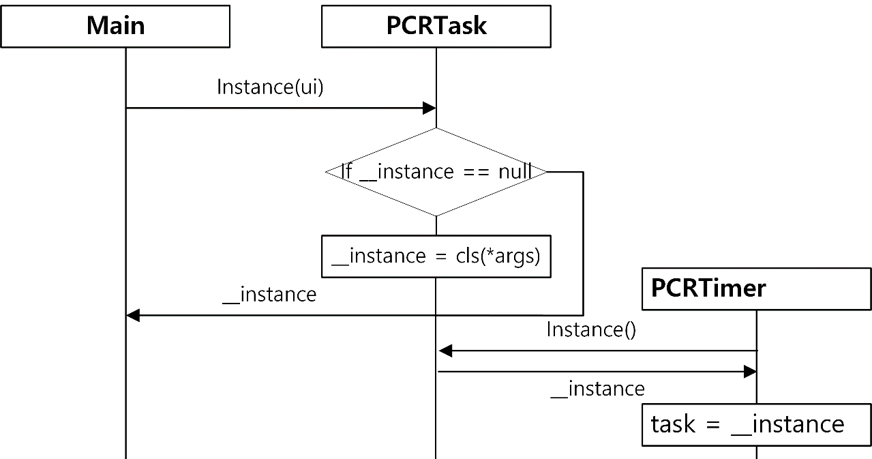 Main
PCRTask
Instance(ui)
If __instance == null
__instance = cls(*args)
__instance
PCRTimer
Instance()
__instance
task = __instance